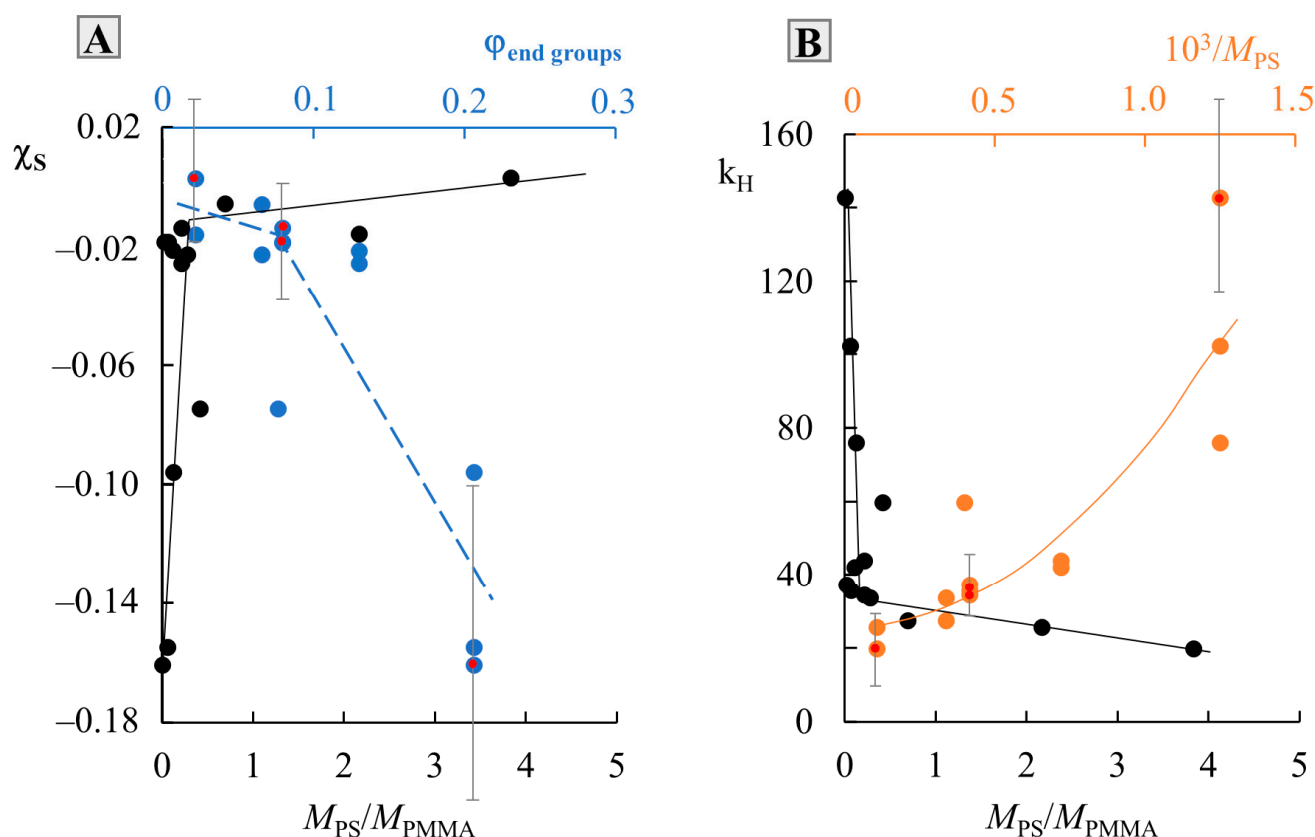 A
φend groups
0 0.1 0.2 0.3
χS
0.02
–0.02
–0.06
–0.10
–0.14
–0.18
0 1 2 3 4 5
MPS/MPMMA
B
10³/MPS
0 0.5 1.0 1.5
kH
160
120
80
40
0
0 1 2 3 4 5
MPS/MPMMA